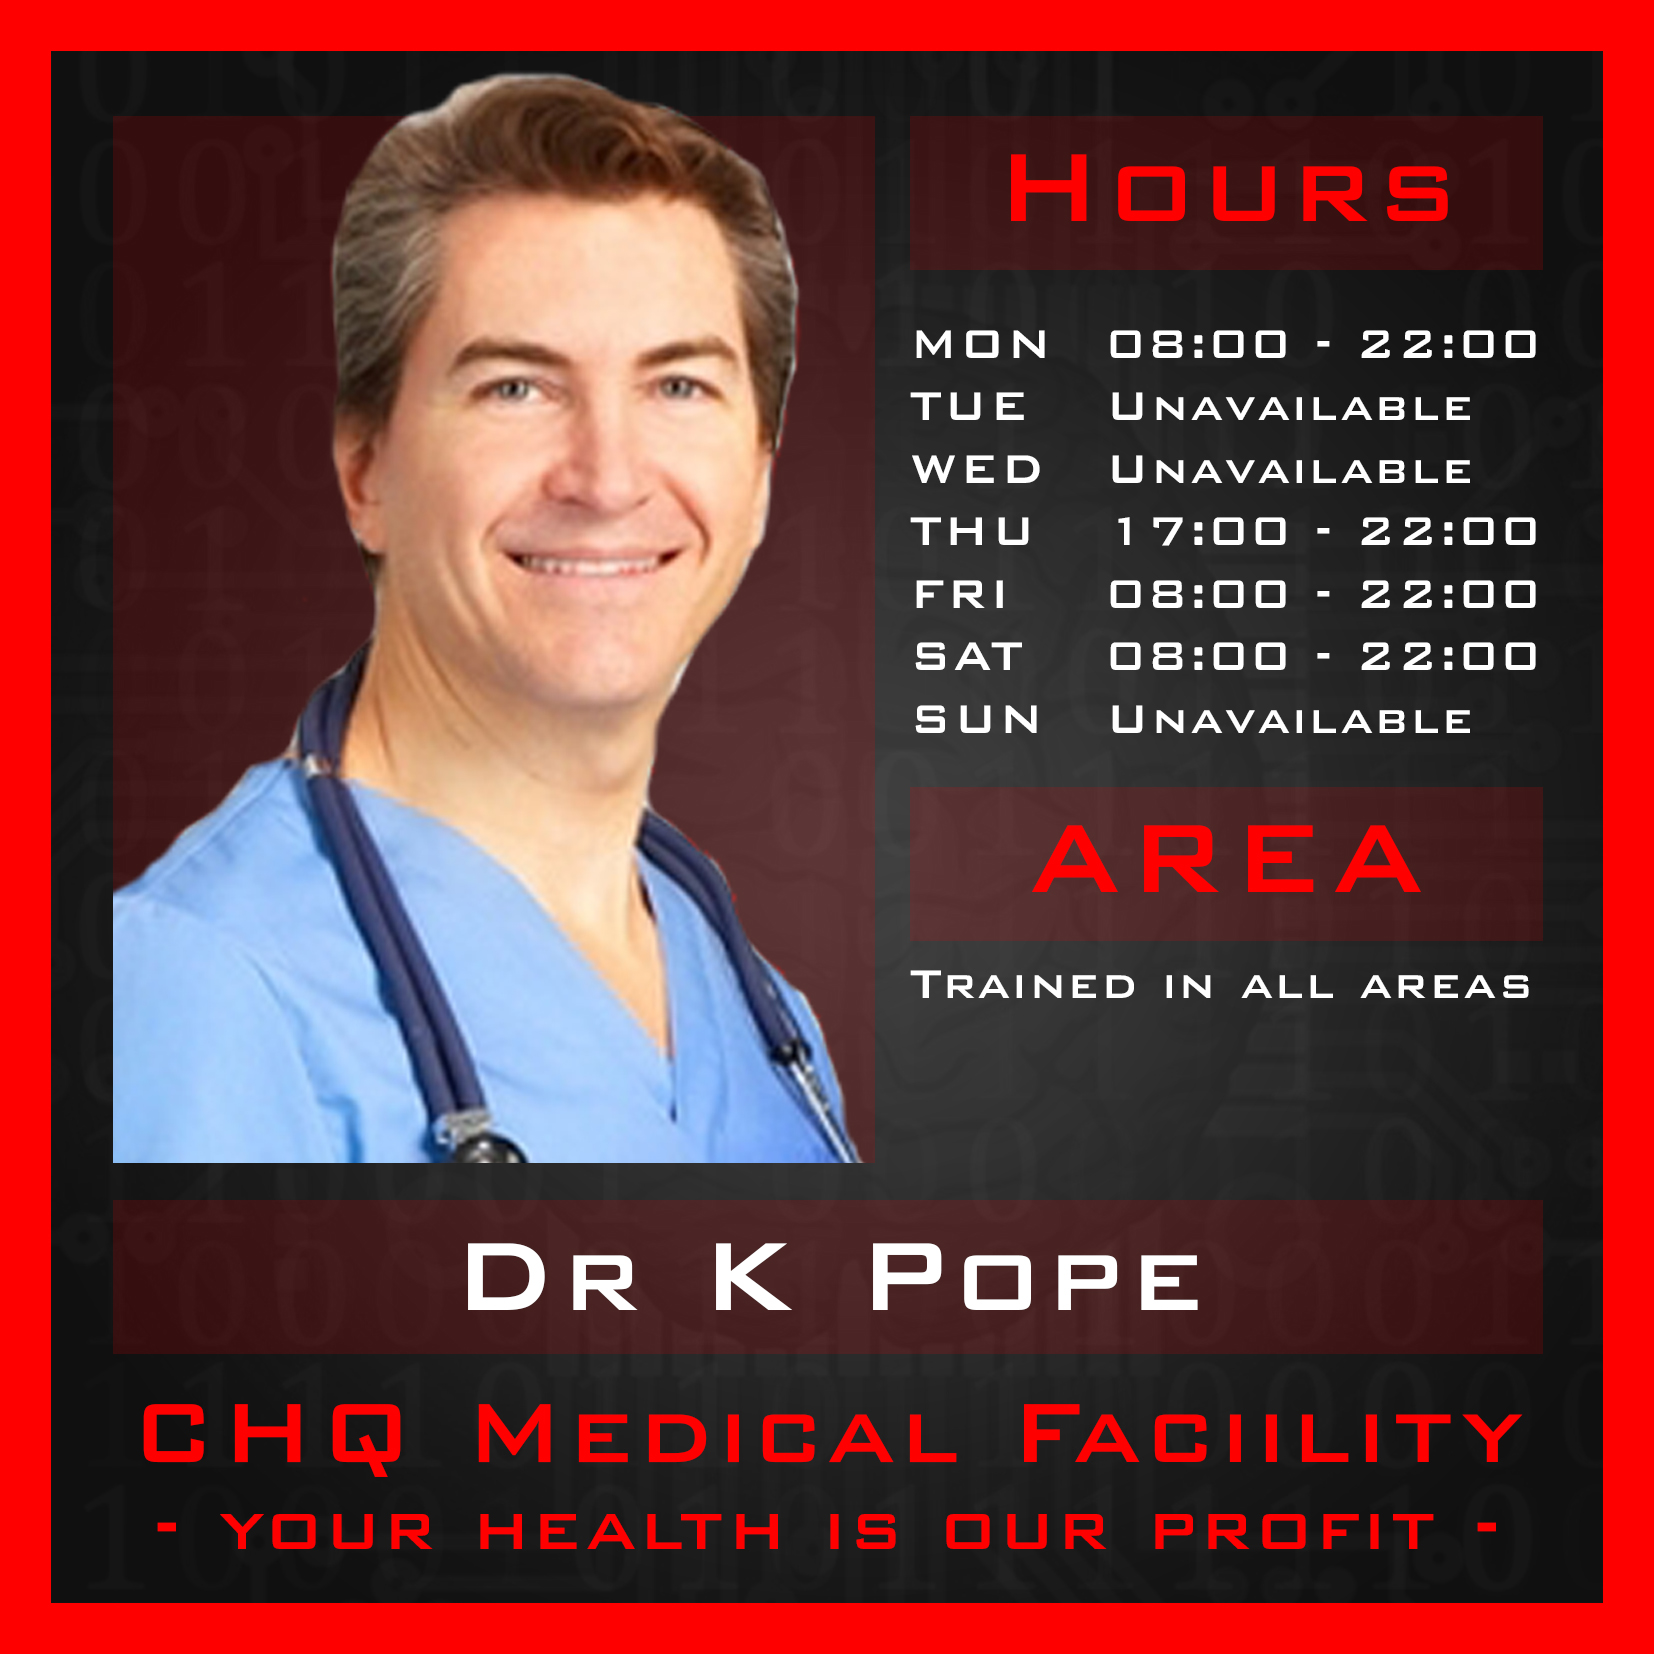 Hours
MON 08:00 - 22:00
TUE Unavailable
WED Unavailable
THU 17:00 - 22:00
FRI 08:00 - 22:00
SAT 08:00 - 22:00
SUN Unavailable
AREA
Trained in all areas
Dr K Pope
CHQ Medical Faciility
- your health is our profit -